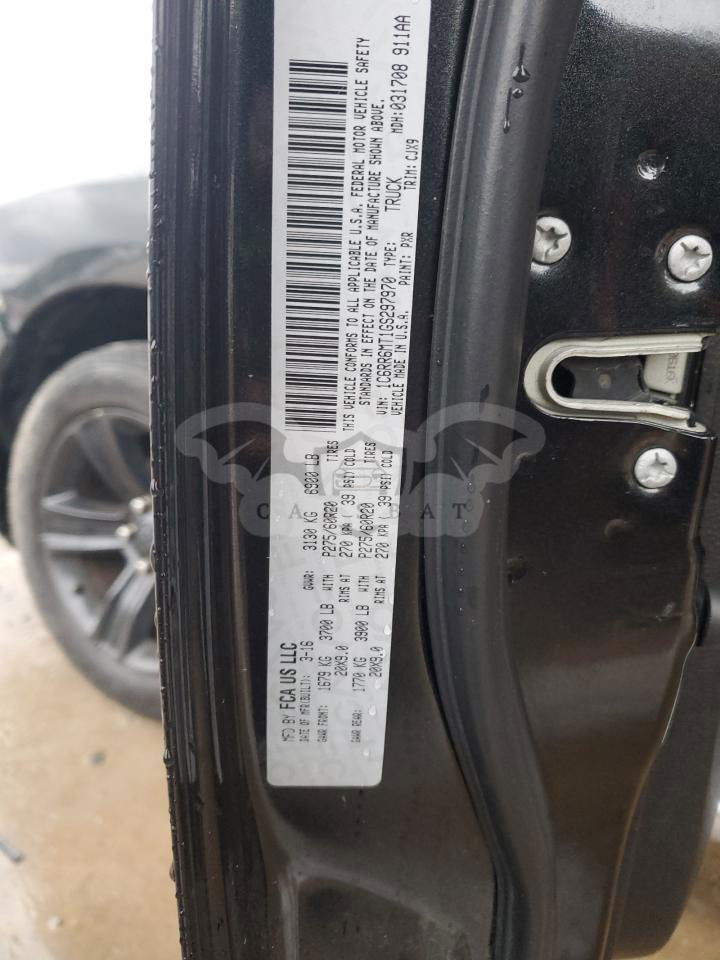 MFD BY FCA US LLC
DATE OF MFR(BUILT): 3-16 GVWR: 3130 KG 6900 LB
GAWR FRONT: 1679 KG 3700 LB WITH P275/60R20 TIRES
20X9.0 RIMS AT 270 KPA / 39 PSI COLD
GAWR REAR: 1770 KG 3900 LB WITH P275/60R20 TIRES
20X9.0 RIMS AT 270 KPA / 39 PSI COLD
THIS VEHICLE CONFORMS TO ALL APPLICABLE U.S.A. FEDERAL MOTOR VEHICLE SAFETY
STANDARDS IN EFFECT ON THE DATE OF MANUFACTURE SHOWN ABOVE.
VIN: 1C6RR6MT1GS297970 TYPE: TRUCK MDH:031708 911AA
VEHICLE MADE IN U.S.A. PAINT: PXR TRIM: CJX9
CAR BAT